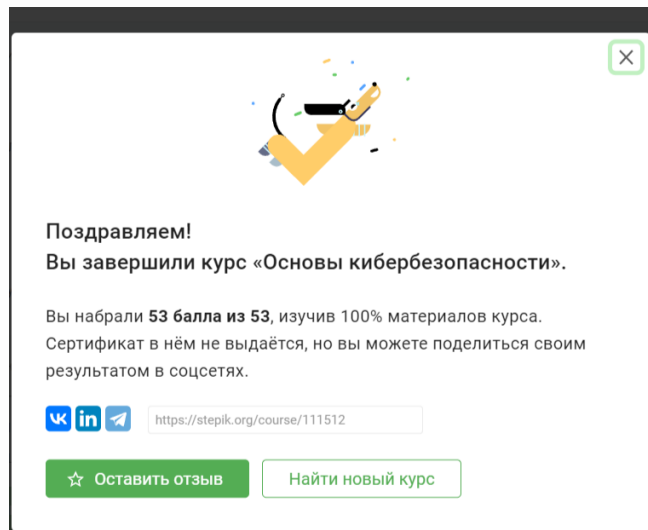 Поздравляем!
Вы завершили курс «Основы кибербезопасности».
Вы набрали 53 балла из 53, изучив 100% материалов курса.
Сертификат в нём не выдаётся, но вы можете поделиться своим
результатом в соцсетях.
https://stepik.org/course/111512
Оставить отзыв
Найти новый курс